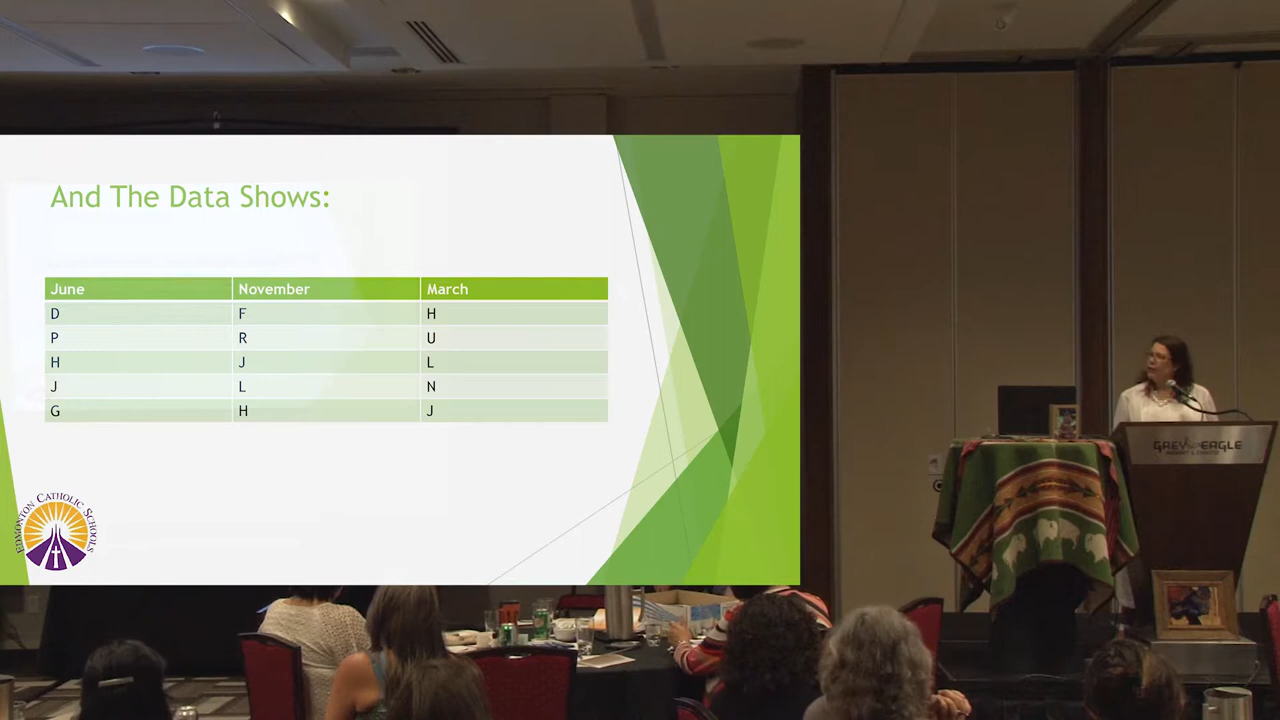 And The Data Shows:
June November March
D F H
P R U
H J L
J L N
G H J
EDMONTON CATHOLIC SCHOOLS
GREY EAGLE